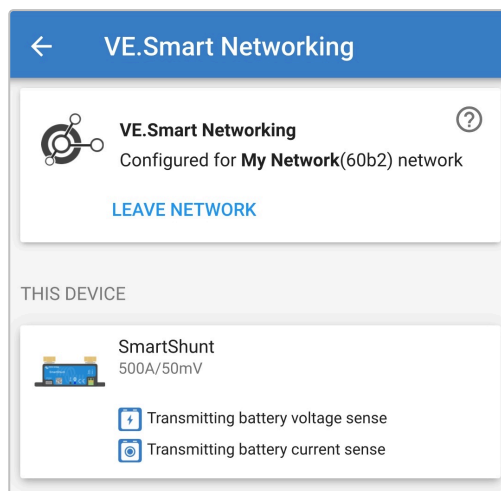 VE.Smart Networking
VE.Smart Networking
Configured for My Network(60b2) network
LEAVE NETWORK
THIS DEVICE
SmartShunt
500A/50mV
Transmitting battery voltage sense
Transmitting battery current sense